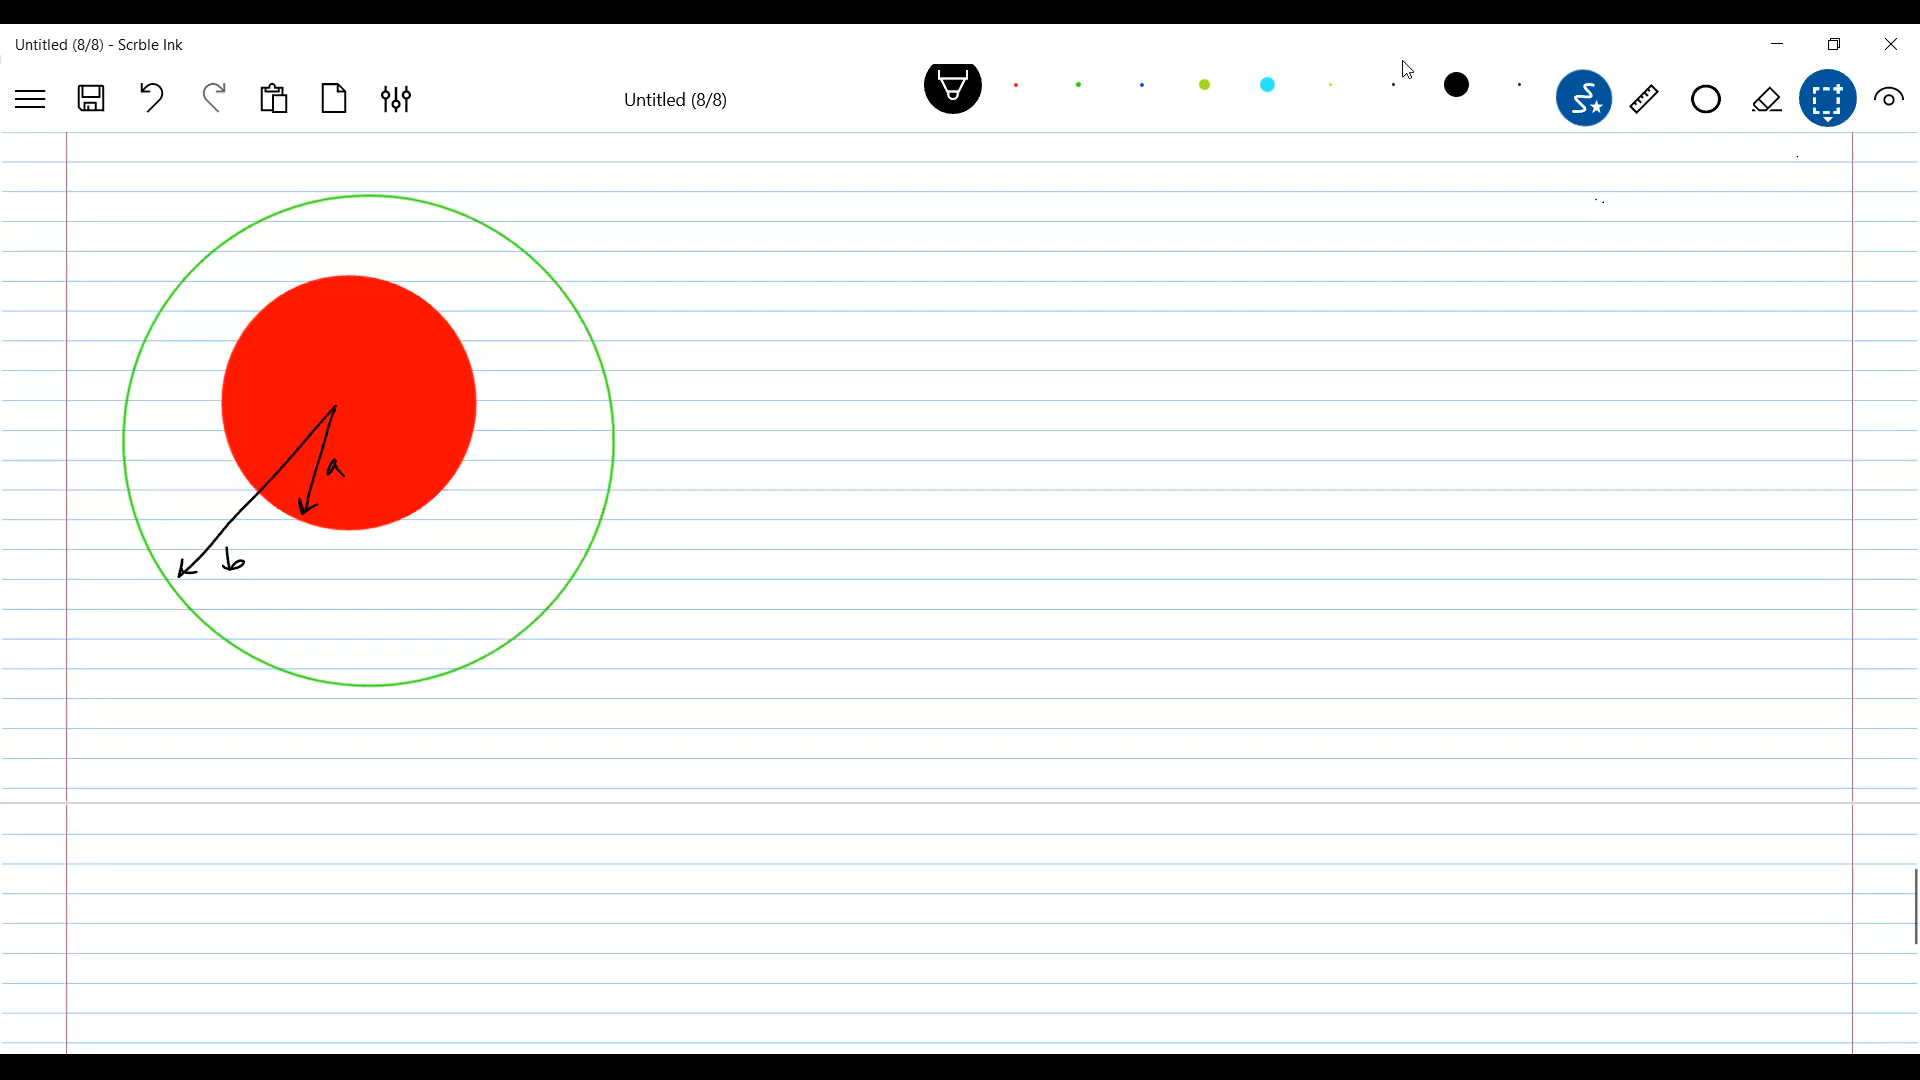 Untitled (8/8) - Scrble Ink
Untitled (8/8)
a
b